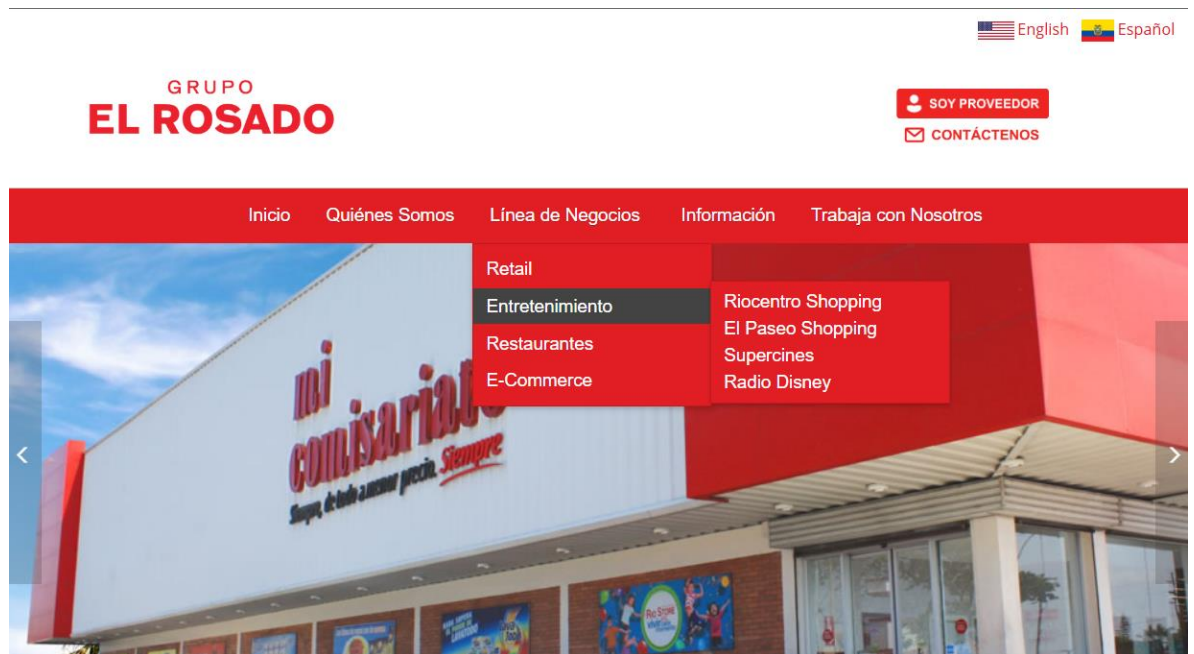 English Español
GRUPO
EL ROSADO
SOY PROVEEDOR
CONTÁCTENOS
Inicio Quiénes Somos Línea de Negocios Información Trabaja con Nosotros
Retail
Entretenimiento
Restaurantes
E-Commerce
Riocentro Shopping
El Paseo Shopping
Supercines
Radio Disney
mi
comisariato
Siempre
Siempre, de todo a menor precio.
RIO STORE